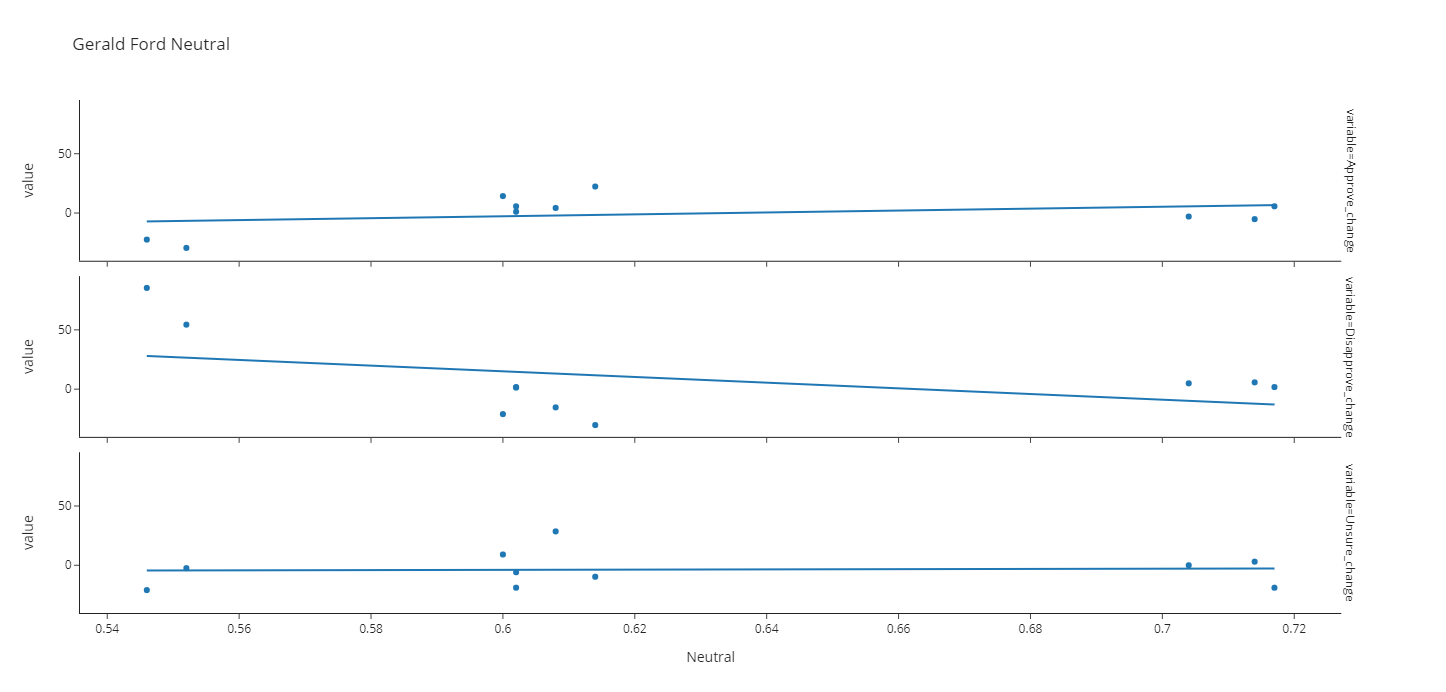 Gerald Ford Neutral
value
50
0
variable=Approve_change
value
50
0
variable=Disapprove_change
value
50
0
variable=Unsure_change
0.54 0.56 0.58 0.6 0.62 0.64 0.66 0.68 0.7 0.72
Neutral